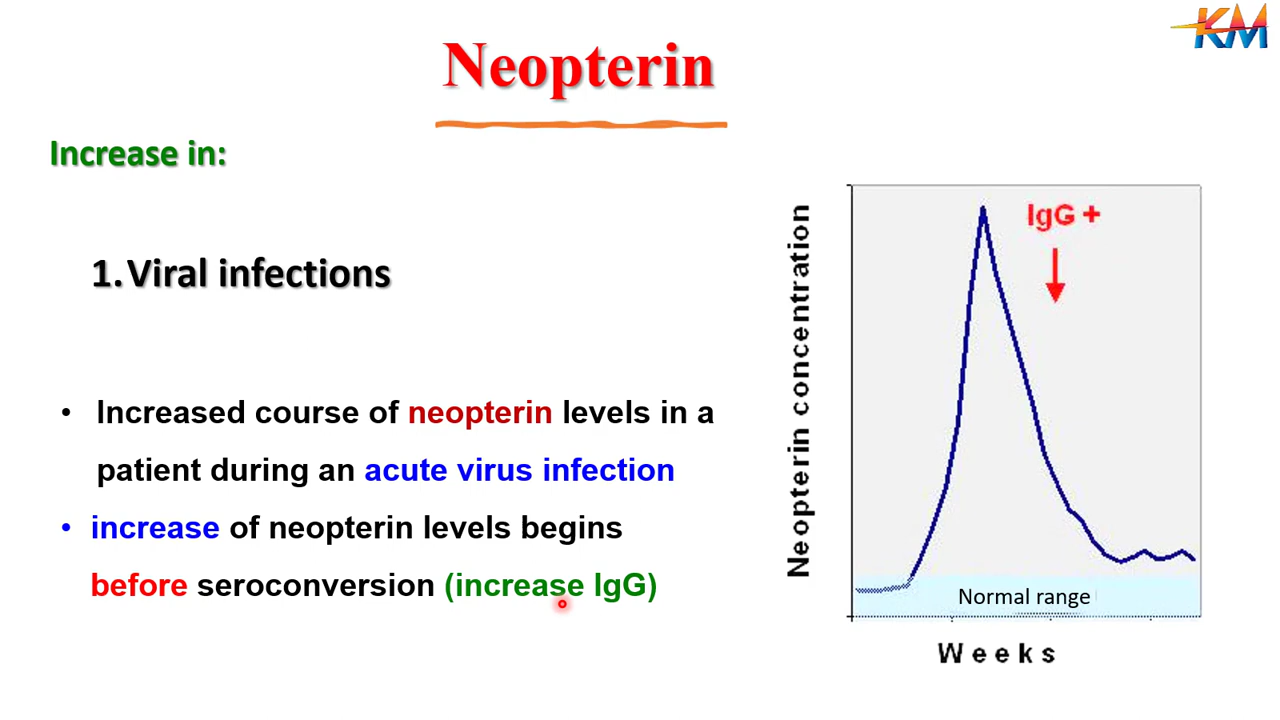 KM
Neopterin
Increase in:
1. Viral infections
• Increased course of neopterin levels in a
patient during an acute virus infection
• increase of neopterin levels begins
before seroconversion (increase IgG)
Neopterin concentration
IgG +
Normal range
Weeks